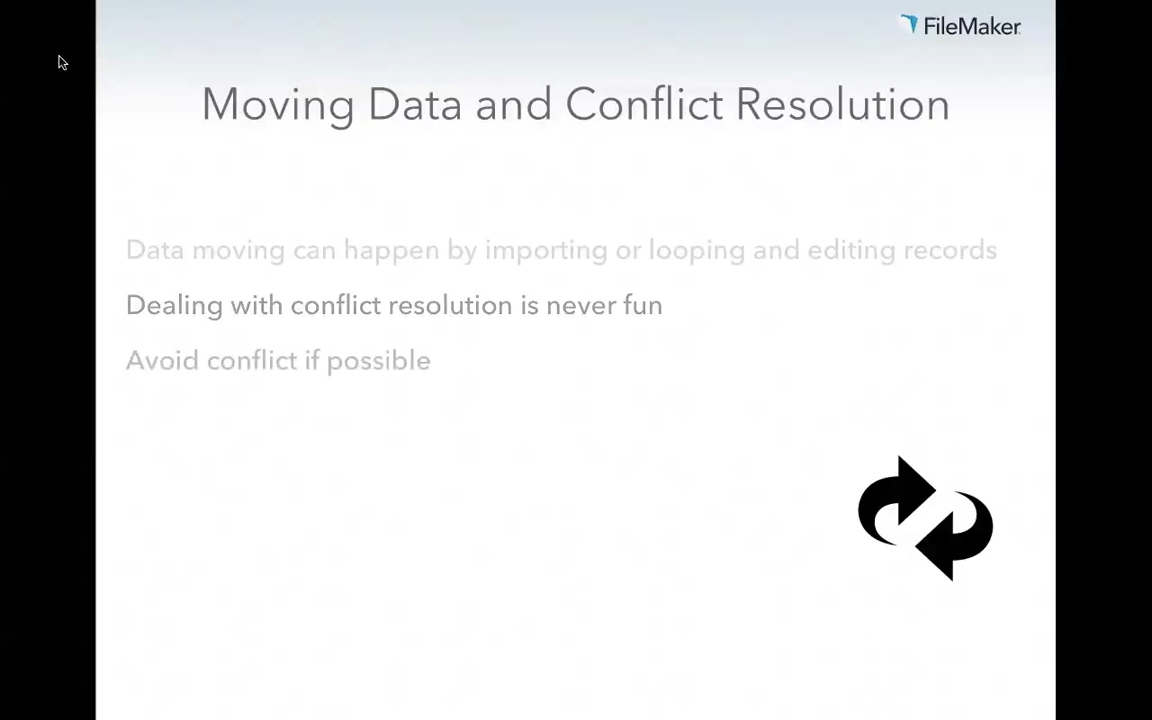 FileMaker
Moving Data and Conflict Resolution
Data moving can happen by importing or looping and editing records
Dealing with conflict resolution is never fun
Avoid conflict if possible